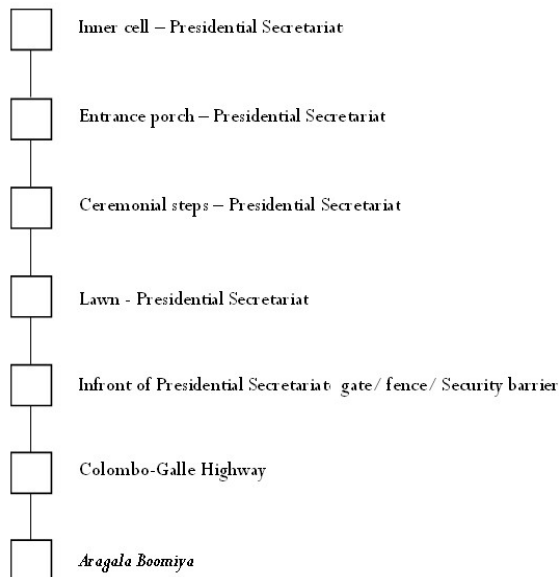 Inner cell – Presidential Secretariat
Entrance porch – Presidential Secretariat
Ceremonial steps – Presidential Secretariat
Lawn - Presidential Secretariat
Infront of Presidential Secretariat gate/ fence/ Security barrier
Colombo-Galle Highway
Aragala Boomiya